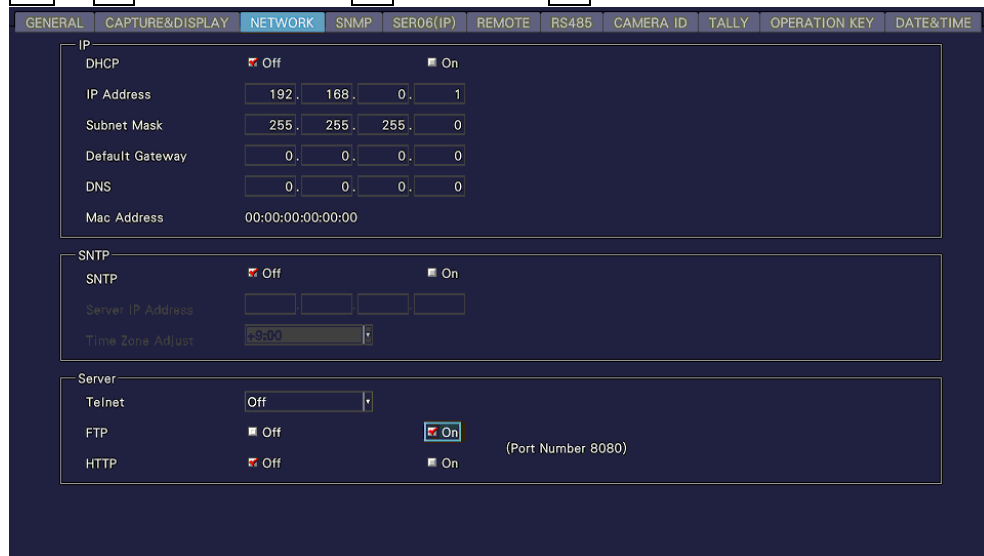 GENERAL CAPTURE&DISPLAY NETWORK SNMP SER06(IP) REMOTE RS485 CAMERA ID TALLY OPERATION KEY DATE&TIME
IP
DHCP Off On
IP Address 192. 168. 0. 1
Subnet Mask 255. 255. 255. 0
Default Gateway 0. 0. 0. 0
DNS 0. 0. 0. 0
Mac Address 00:00:00:00:00:00
SNTP
SNTP Off On
Server IP Address . . .
Time Zone Adjust +9:00
Server
Telnet Off
FTP Off On
(Port Number 8080)
HTTP Off On